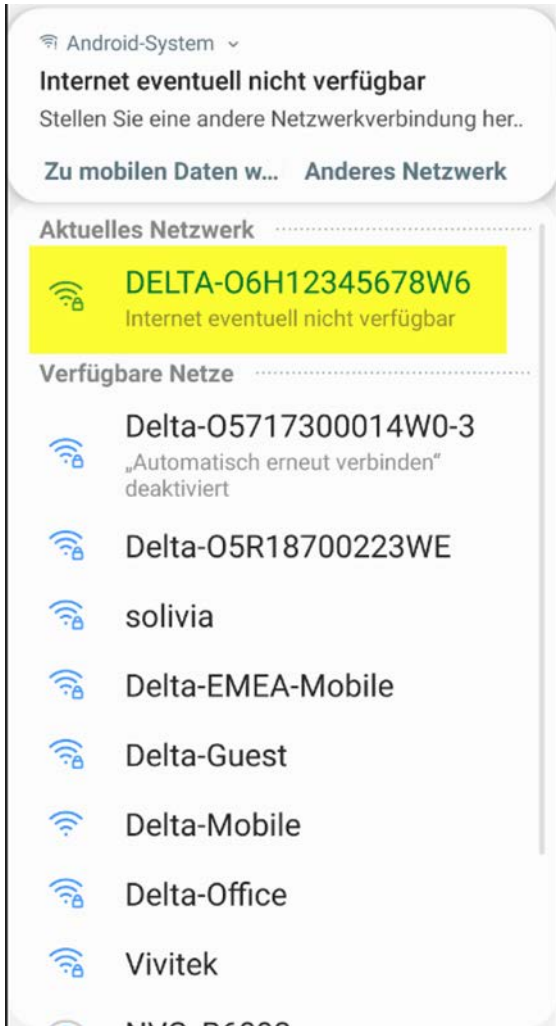 Android-System
Internet eventuell nicht verfügbar
Stellen Sie eine andere Netzwerkverbindung her..
Zu mobilen Daten w... Anderes Netzwerk
Aktuelles Netzwerk
DELTA-O6H12345678W6
Internet eventuell nicht verfügbar
Verfügbare Netze
Delta-O5717300014W0-3
„Automatisch erneut verbinden“
deaktiviert
Delta-O5R18700223WE
solivia
Delta-EMEA-Mobile
Delta-Guest
Delta-Mobile
Delta-Office
Vivitek